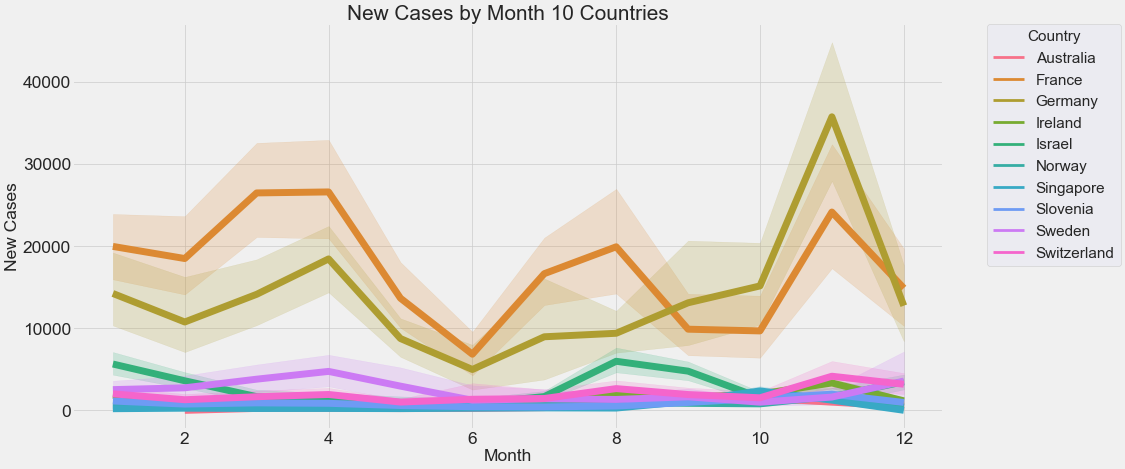 New Cases by Month 10 Countries
Country
Australia
France
Germany
Ireland
Israel
Norway
Singapore
Slovenia
Sweden
Switzerland
New Cases
40000
30000
20000
10000
0
2 4 6 8 10 12
Month